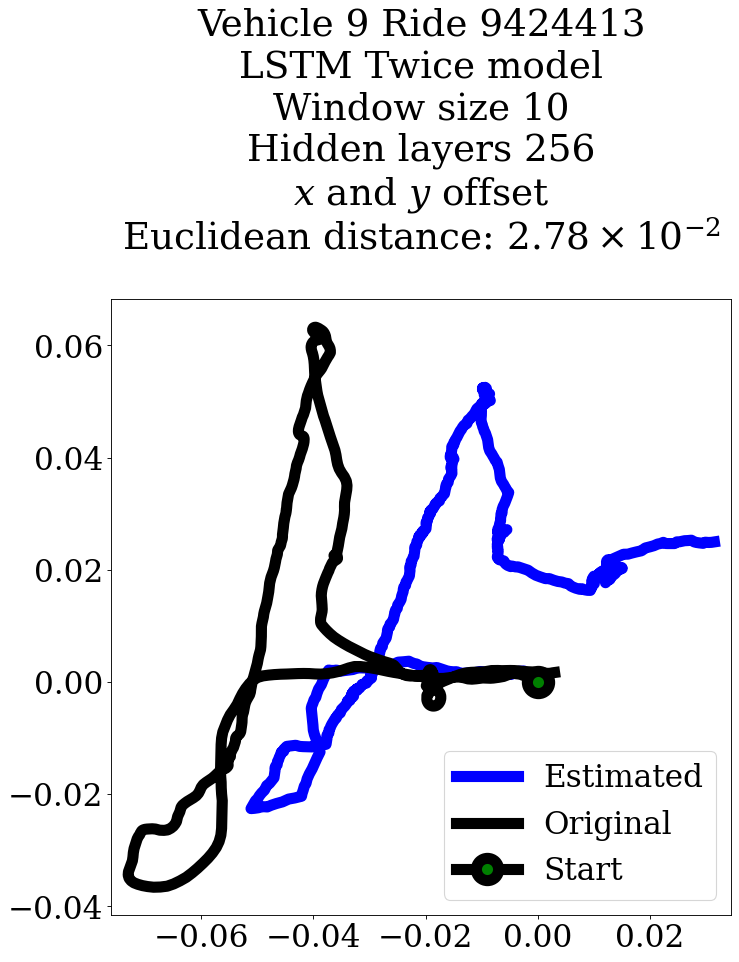 Vehicle 9 Ride 9424413
LSTM Twice model
Window size 10
Hidden layers 256
x and y offset
Euclidean distance: 2.78 × 10⁻²
0.06
0.04
0.02
0.00
−0.02
−0.04
−0.06 −0.04 −0.02 0.00 0.02
Estimated
Original
Start